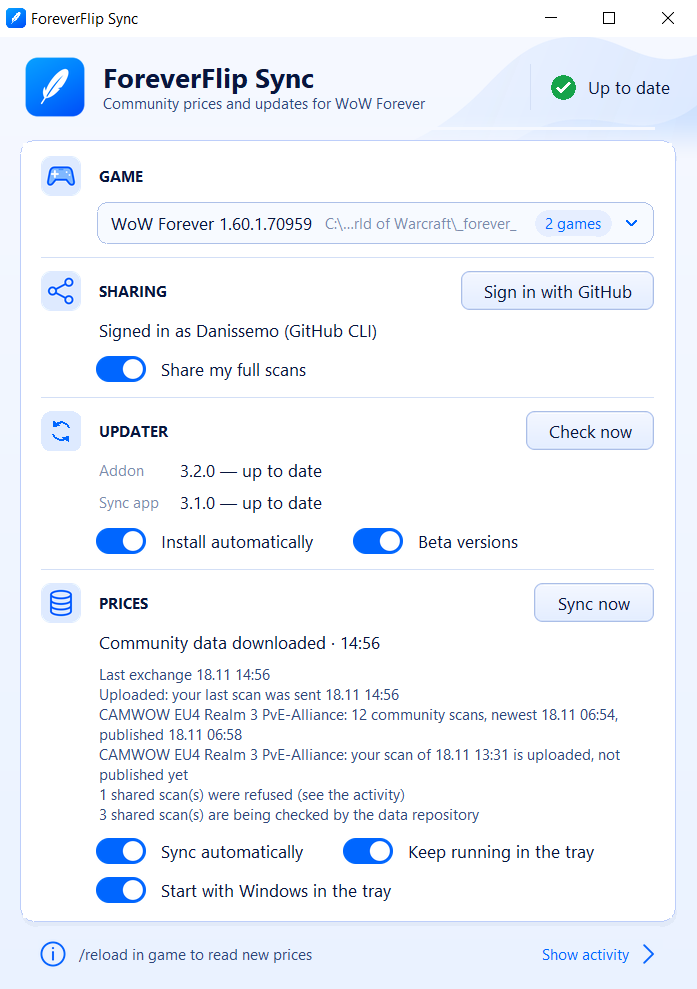 ForeverFlip Sync
ForeverFlip Sync
Community prices and updates for WoW Forever
Up to date
GAME
WoW Forever 1.60.1.70959 C:\...rld of Warcraft\_forever_ 2 games
SHARING
Sign in with GitHub
Signed in as Danissemo (GitHub CLI)
Share my full scans
UPDATER
Check now
Addon 3.2.0 — up to date
Sync app 3.1.0 — up to date
Install automatically Beta versions
PRICES
Sync now
Community data downloaded · 14:56
Last exchange 18.11 14:56
Uploaded: your last scan was sent 18.11 14:56
CAMWOW EU4 Realm 3 PvE-Alliance: 12 community scans, newest 18.11 06:54,
published 18.11 06:58
CAMWOW EU4 Realm 3 PvE-Alliance: your scan of 18.11 13:31 is uploaded, not
published yet
1 shared scan(s) were refused (see the activity)
3 shared scan(s) are being checked by the data repository
Sync automatically Keep running in the tray
Start with Windows in the tray
/reload in game to read new prices
Show activity